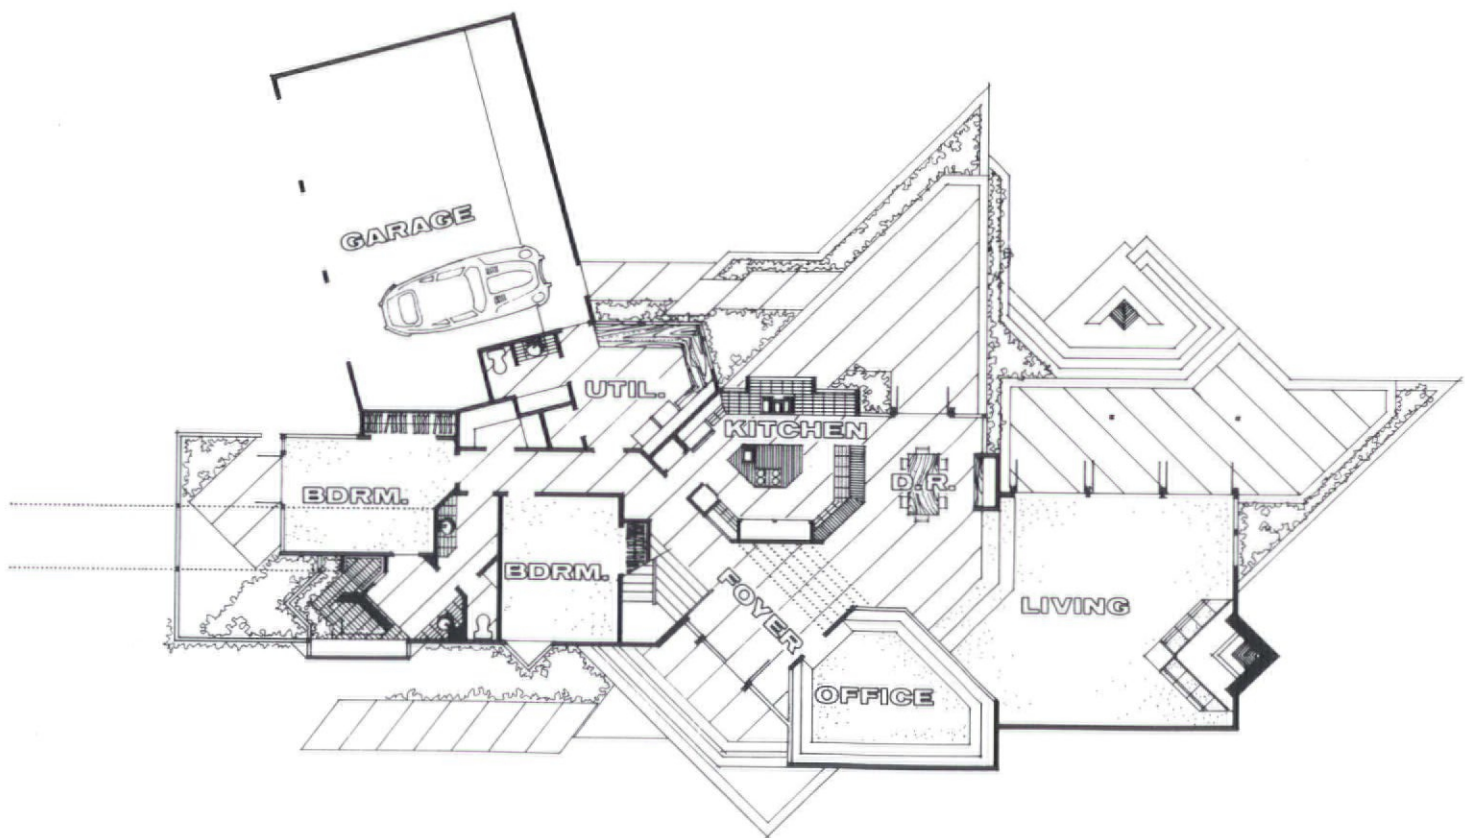 GARAGE
UTIL.
KITCHEN
BDRM.
D.R.
BDRM.
FOYER
LIVING
OFFICE